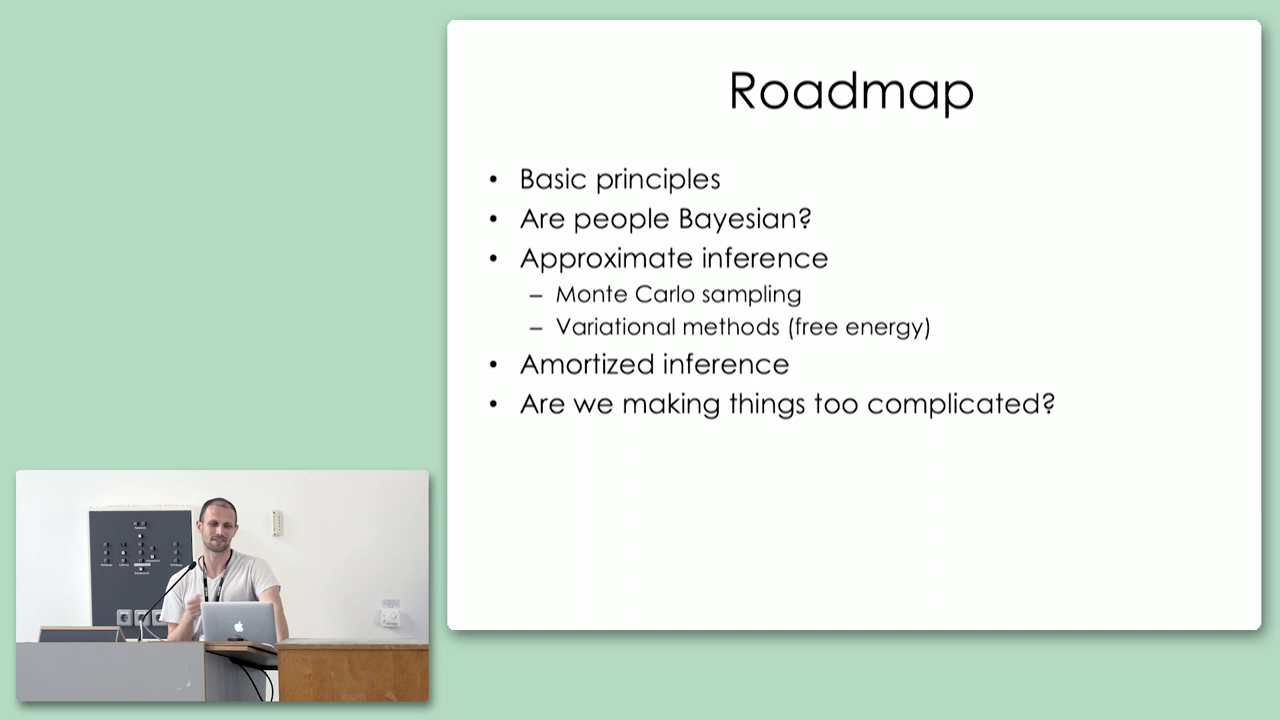 Roadmap
• Basic principles
• Are people Bayesian?
• Approximate inference
– Monte Carlo sampling
– Variational methods (free energy)
• Amortized inference
• Are we making things too complicated?